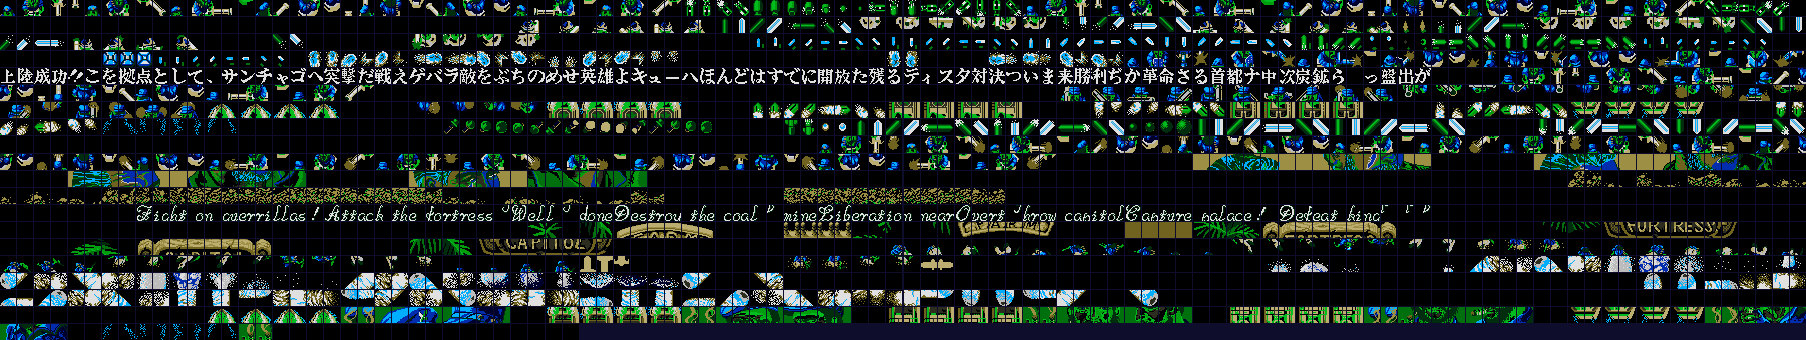 上陸成功!!こを拠点として、サンチャゴへ突撃だ戦えゲバラ敵をぶちのめせ英雄よキューハほんどはすでに開放た残るティスタ対決ついま来勝利ぢか革命さる首都ナ中次炭鉱ら っ盤出が
Fight on guerrillas! Attack the fortress Well done Destroy the coal mine Liberation near Overt hrow capitol Capture palace! Defeat king
FORTRESS
CAPITOL